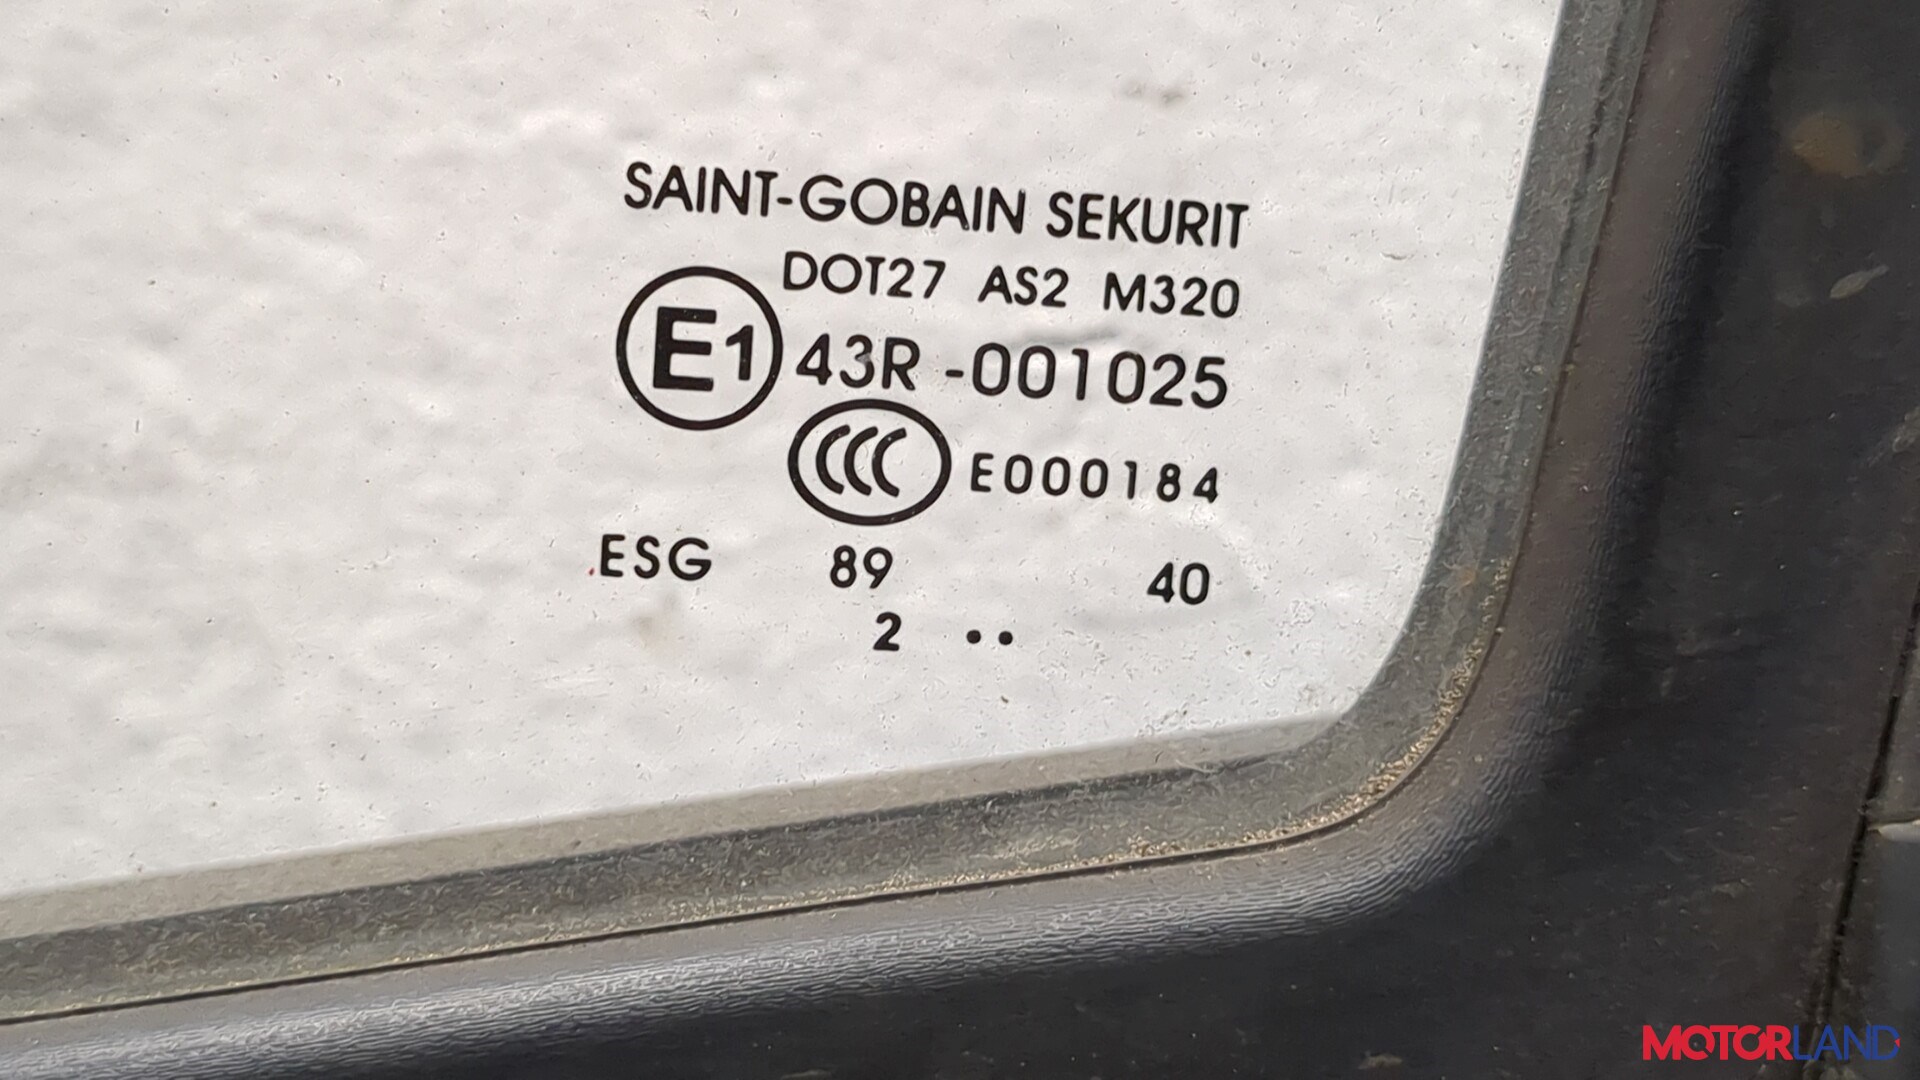 SAINT-GOBAIN SEKURIT
DOT27 AS2 M320
E1 43R -001025
CCC E000184
ESG 89 40
2 ..
MOTORLAND